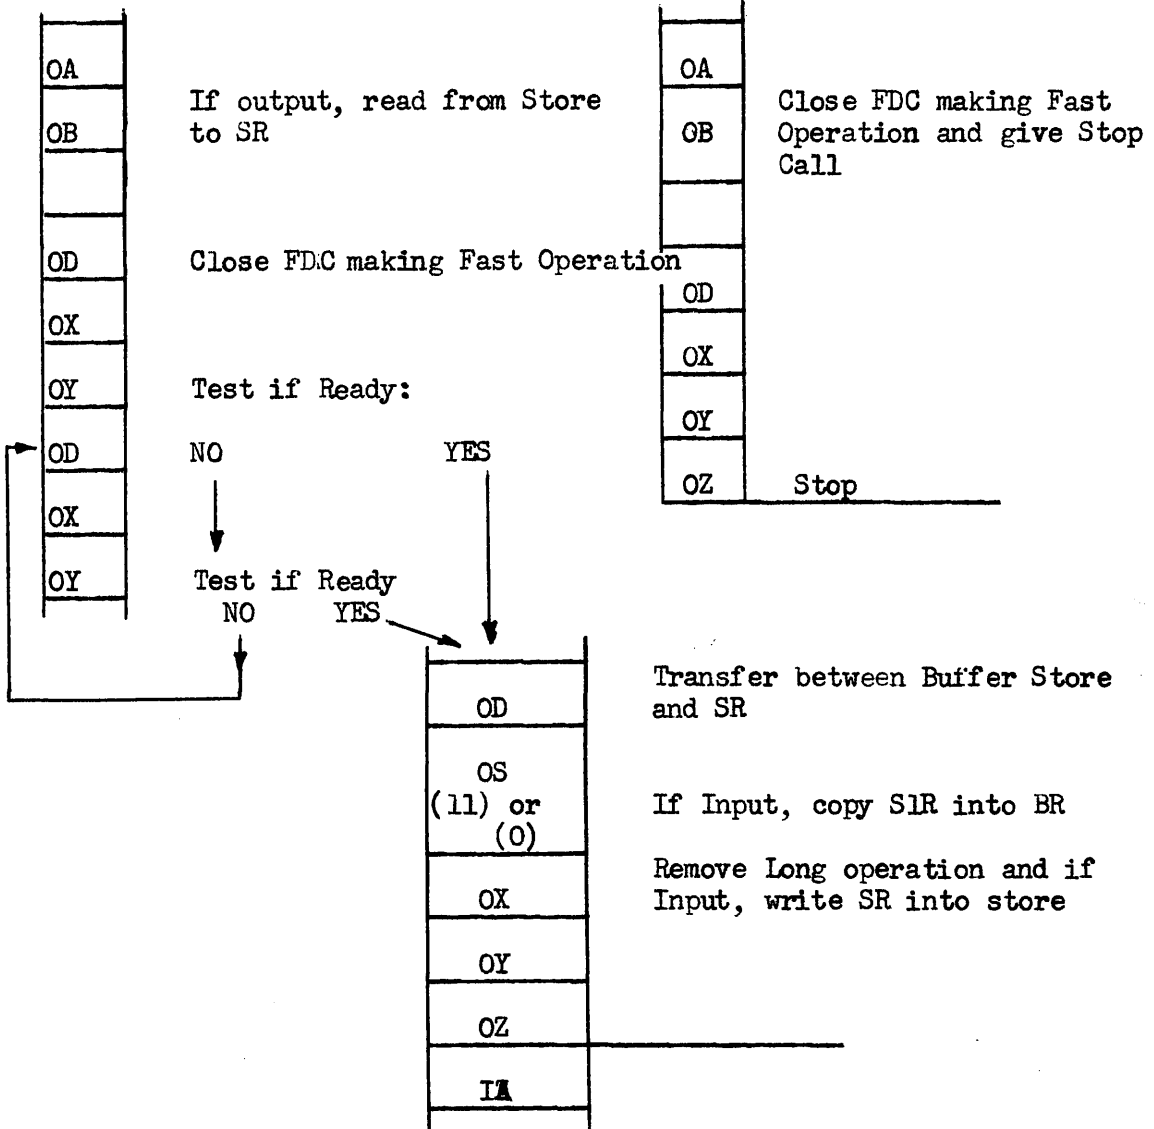 OA
If output, read from Store
OB
to SR
OD
Close FDC making Fast Operation
OX
OY
Test if Ready:
OD
NO
YES
OX
OY
Test if Ready
NO
YES
OA
Close FDC making Fast
OB
Operation and give Stop
Call
OD
OX
OY
OZ
Stop
OD
Transfer between Buffer Store
and SR
OS
(11) or
(0)
If Input, copy S1R into BR
OX
Remove Long operation and if
Input, write SR into store
OY
OZ